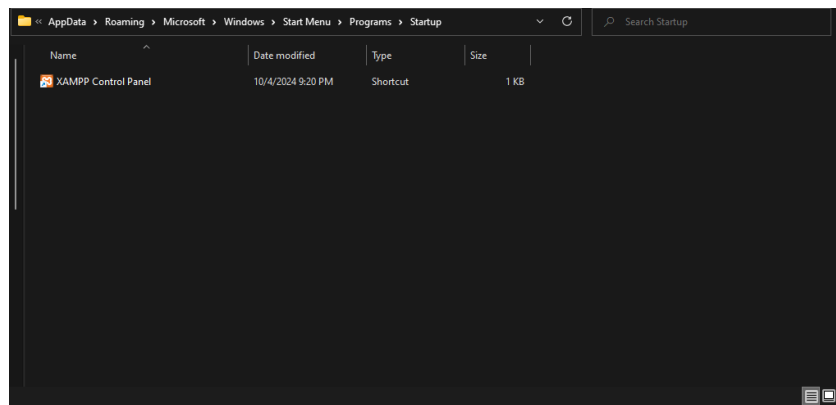 « AppData › Roaming › Microsoft › Windows › Start Menu › Programs › Startup Search Startup
Name Date modified Type Size
XAMPP Control Panel 10/4/2024 9:20 PM Shortcut 1 KB